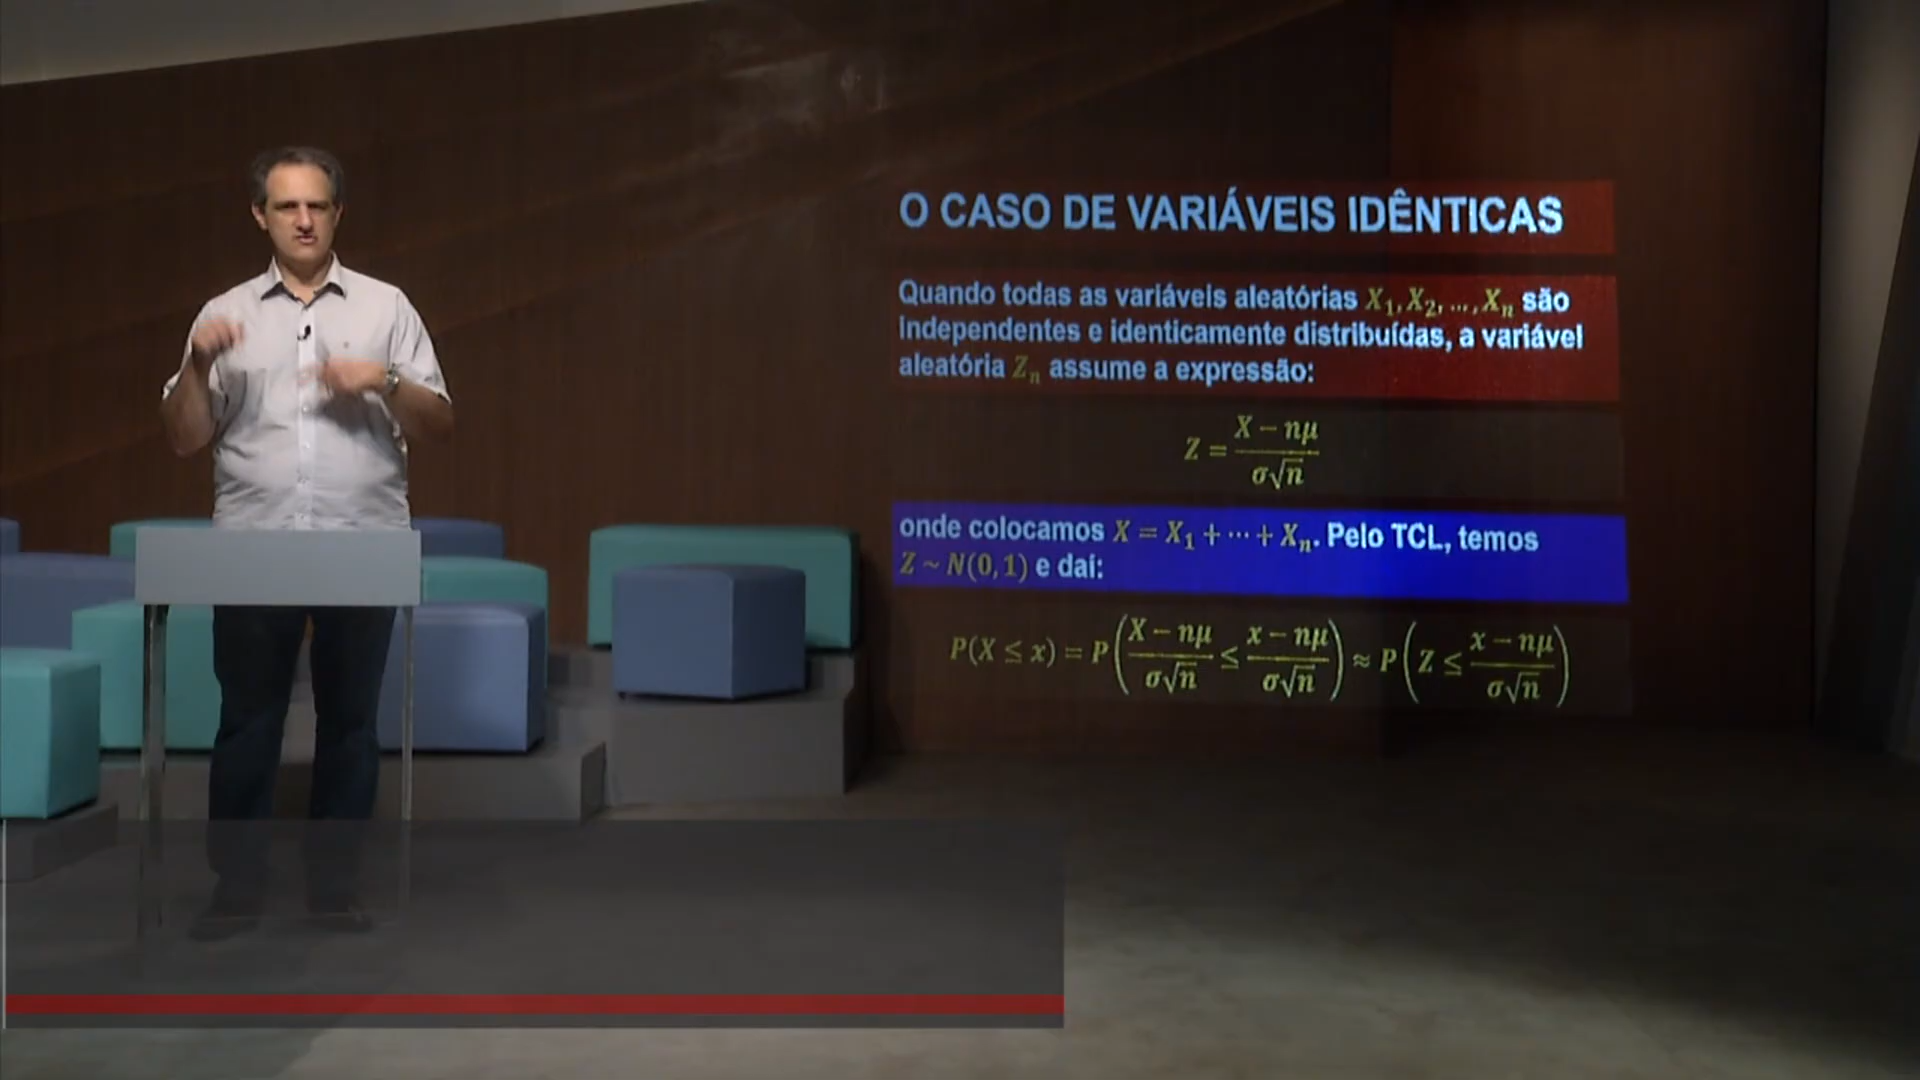 O CASO DE VARIÁVEIS IDÊNTICAS
Quando todas as variáveis aleatórias X₁, X₂, ..., Xₙ são
independentes e identicamente distribuídas, a variável
aleatória Zₙ assume a expressão:
Z = (X − nμ)/(σ√n)
onde colocamos X = X₁ + ⋯ + Xₙ. Pelo TCL, temos
Z ~ N(0, 1) e daí:
P(X ≤ x) = P((X − nμ)/(σ√n) ≤ (x − nμ)/(σ√n)) ≈ P(Z ≤ (x − nμ)/(σ√n))